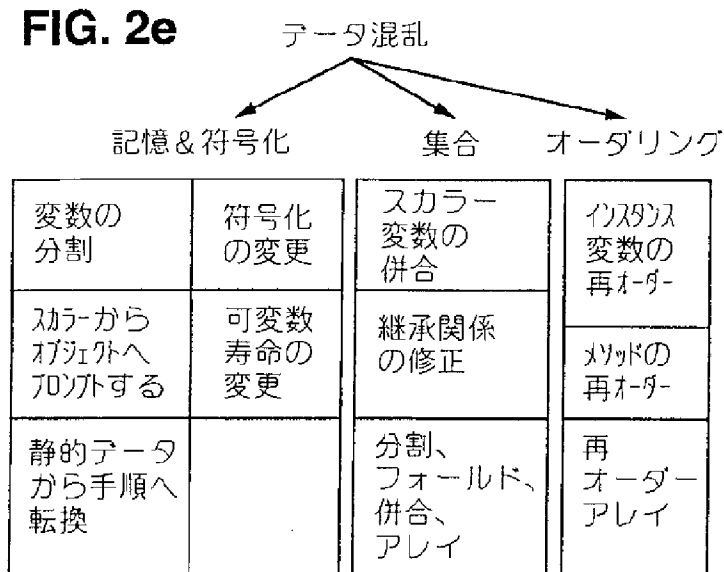 FIG. 2e
データ混乱
記憶&符号化
集合
オーダリング
変数の
分割
符号化
の変更
スカラーから
オブジェクトへ
プロンプトする
可変数
寿命の
変更
静的データ
から手順へ
転換
スカラー
変数の
併合
継承関係
の修正
分割、
フォールド、
併合、
アレイ
インスタンス
変数の
再オーダー
メソッドの
再オーダー
再
オーダー
アレイ